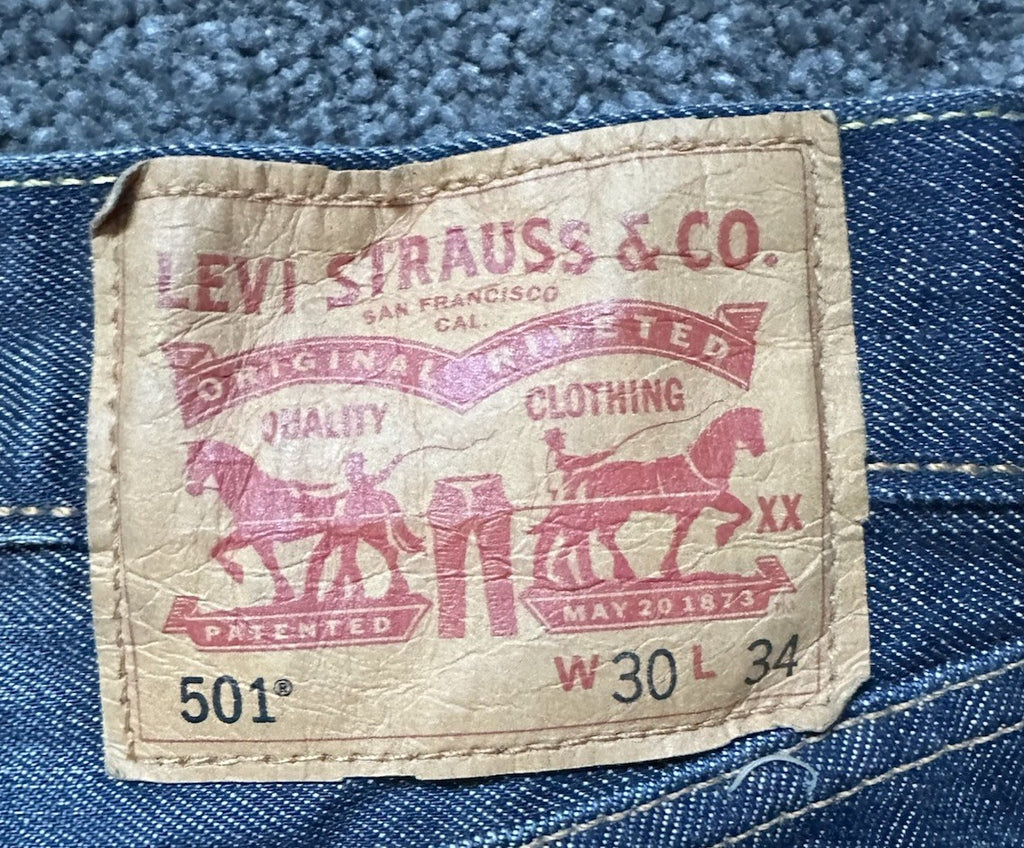 LEVI STRAUSS & CO.
SAN FRANCISCO
CAL.
ORIGINAL RIVETED
QUALITY CLOTHING
XX
PATENTED MAY 20 1873
501® W 30 L 34